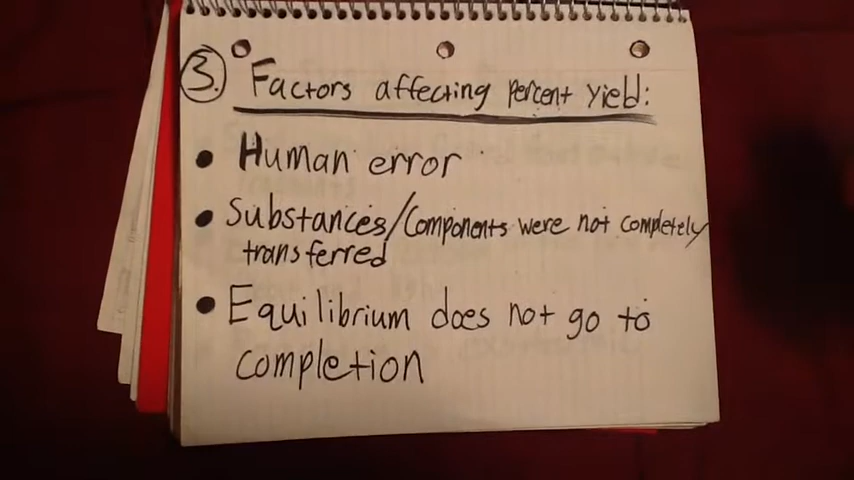 3. Factors affecting percent yield:
• Human error
• Substances/Components were not completely
transferred
• Equilibrium does not go to
completion